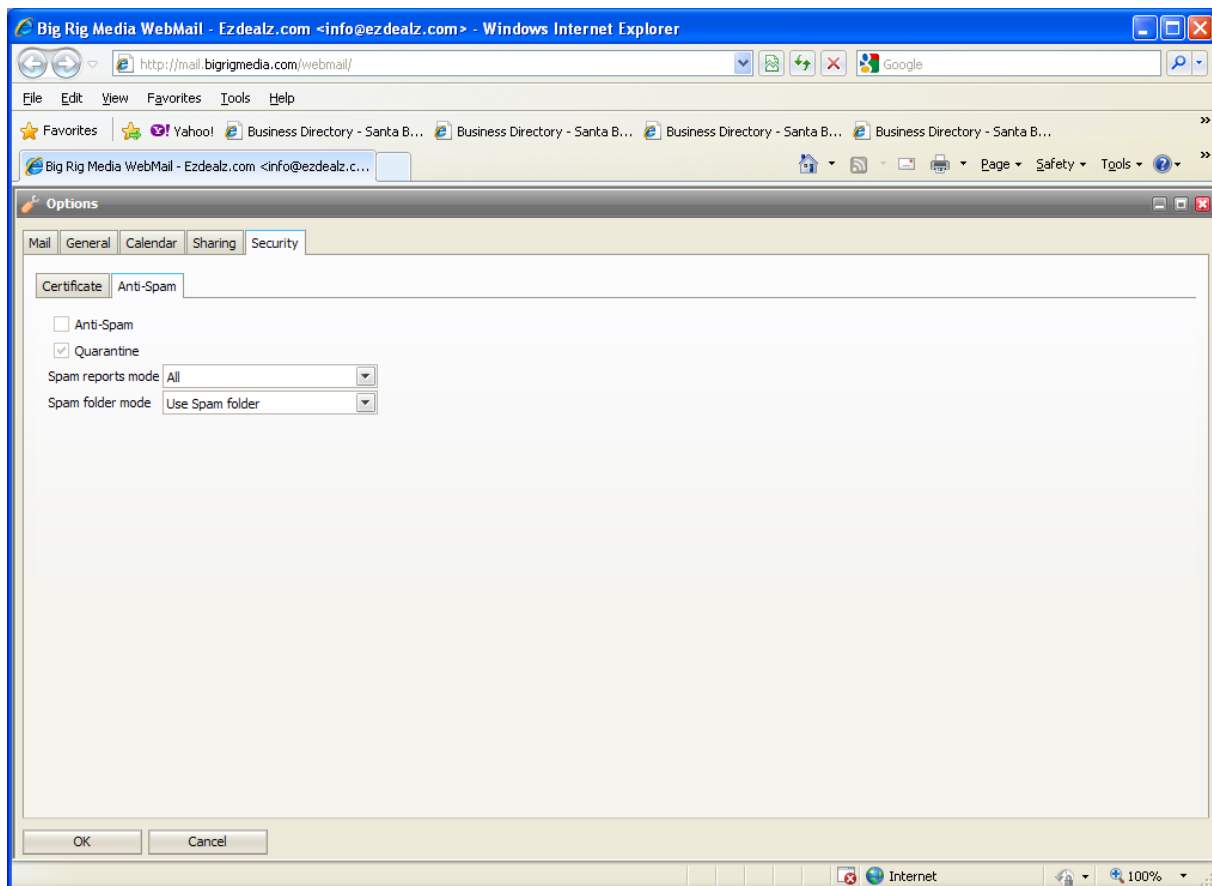 Big Rig Media WebMail - Ezdealz.com <info@ezdealz.com> - Windows Internet Explorer
http://mail.bigrigmedia.com/webmail/ Google
File Edit View Favorites Tools Help
Favorites Yahoo! Business Directory - Santa B... Business Directory - Santa B... Business Directory - Santa B... Business Directory - Santa B... »
Big Rig Media WebMail - Ezdealz.com <info@ezdealz.c... Page Safety Tools »
Options
Mail General Calendar Sharing Security
Certificate Anti-Spam
Anti-Spam
Quarantine
Spam reports mode All
Spam folder mode Use Spam folder
OK Cancel
Internet 100%